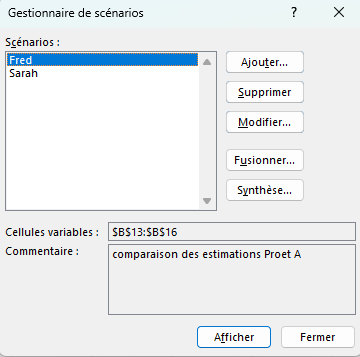 Gestionnaire de scénarios ? ×
Scénarios :
Fred
Sarah
Ajouter...
Supprimer
Modifier...
Fusionner...
Synthèse...
Cellules variables : $B$13:$B$16
Commentaire : comparaison des estimations Proet A
Afficher Fermer